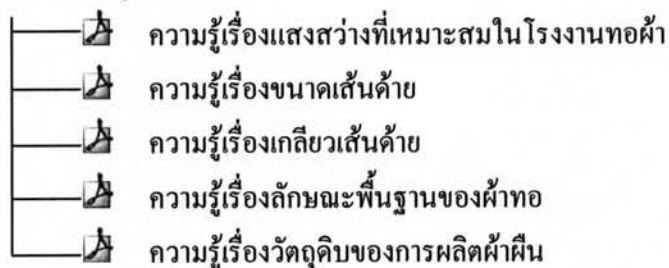 ความรู้เรื่องแสงสว่างที่เหมาะสมในโรงงานทอผ้า
ความรู้เรื่องขนาดเส้นด้าย
ความรู้เรื่องเกลียวเส้นด้าย
ความรู้เรื่องลักษณะพื้นฐานของผ้าทอ
ความรู้เรื่องวัตถุดิบของการผลิตผ้าผืน